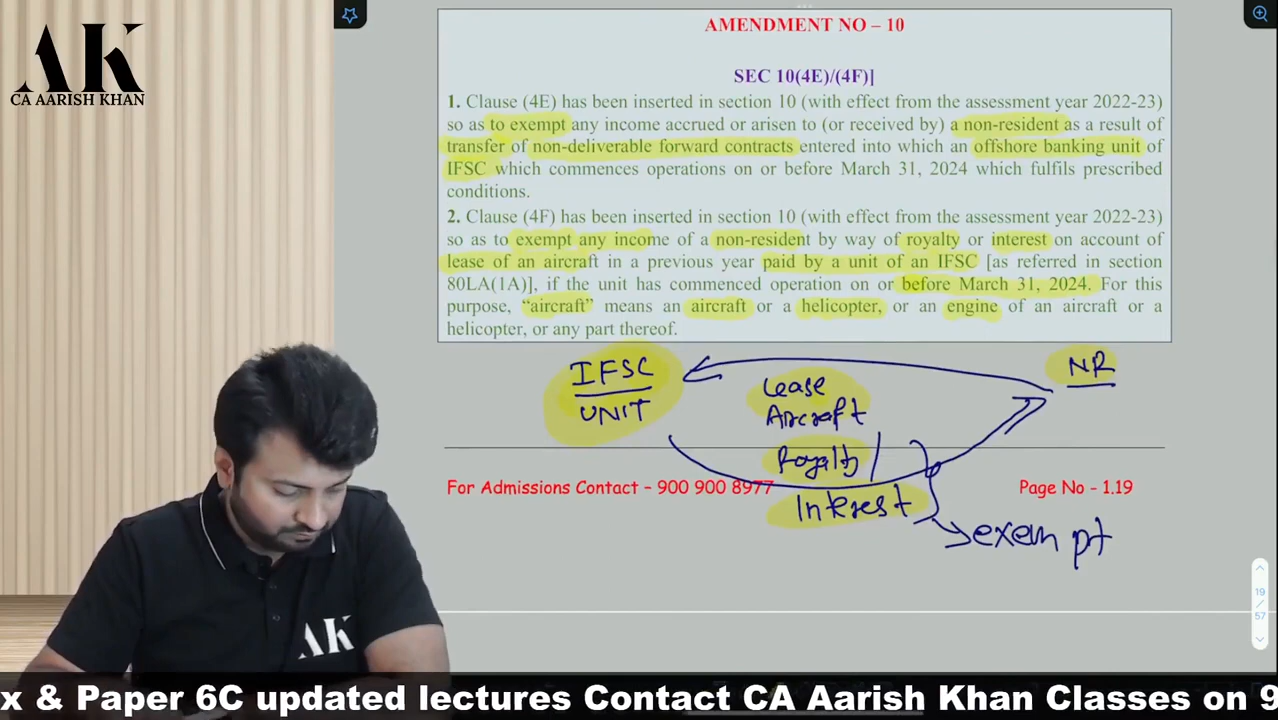 AK
CA AARISH KHAN
AMENDMENT NO – 10
SEC 10(4E)/(4F)]
1. Clause (4E) has been inserted in section 10 (with effect from the assessment year 2022-23)
so as to exempt any income accrued or arisen to (or received by) a non-resident as a result of
transfer of non-deliverable forward contracts entered into which an offshore banking unit of
IFSC which commences operations on or before March 31, 2024 which fulfils prescribed
conditions.
2. Clause (4F) has been inserted in section 10 (with effect from the assessment year 2022-23)
so as to exempt any income of a non-resident by way of royalty or interest on account of
lease of an aircraft in a previous year paid by a unit of an IFSC [as referred in section
80LA(1A)], if the unit has commenced operation on or before March 31, 2024. For this
purpose, “aircraft” means an aircraft or a helicopter, or an engine of an aircraft or a
helicopter, or any part thereof.
IFSC
UNIT
Lease
Aircraft
Royalty
Interest
NR
exempt
For Admissions Contact – 900 900 8977
Page No - 1.19
19
/
57
AK
x & Paper 6C updated lectures Contact CA Aarish Khan Classes on 9